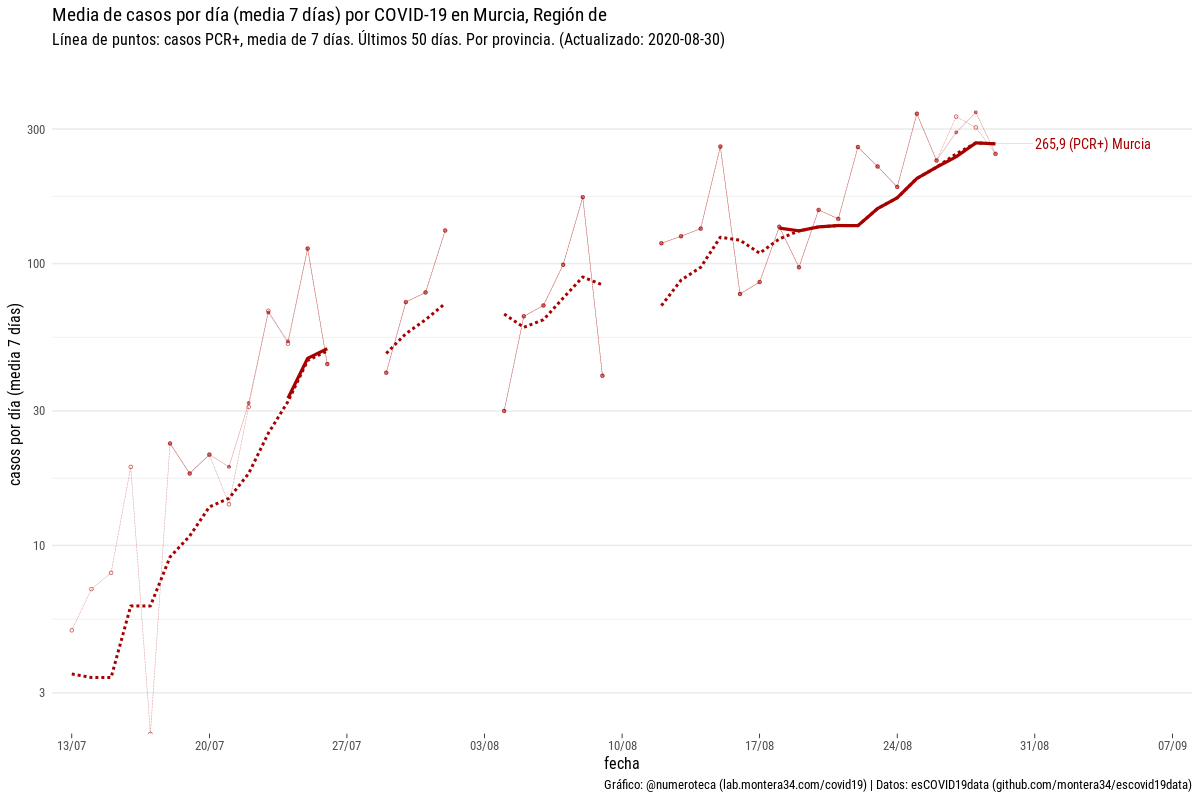 Media de casos por día (media 7 días) por COVID-19 en Murcia, Región de
Línea de puntos: casos PCR+, media de 7 días. Últimos 50 días. Por provincia. (Actualizado: 2020-08-30)
casos por día (media 7 días)
300
100
30
10
3
265,9 (PCR+) Murcia
13/07
20/07
27/07
03/08
10/08
17/08
24/08
31/08
07/09
fecha
Gráfico: @numeroteca (lab.montera34.com/covid19) | Datos: esCOVID19data (github.com/montera34/escovid19data)